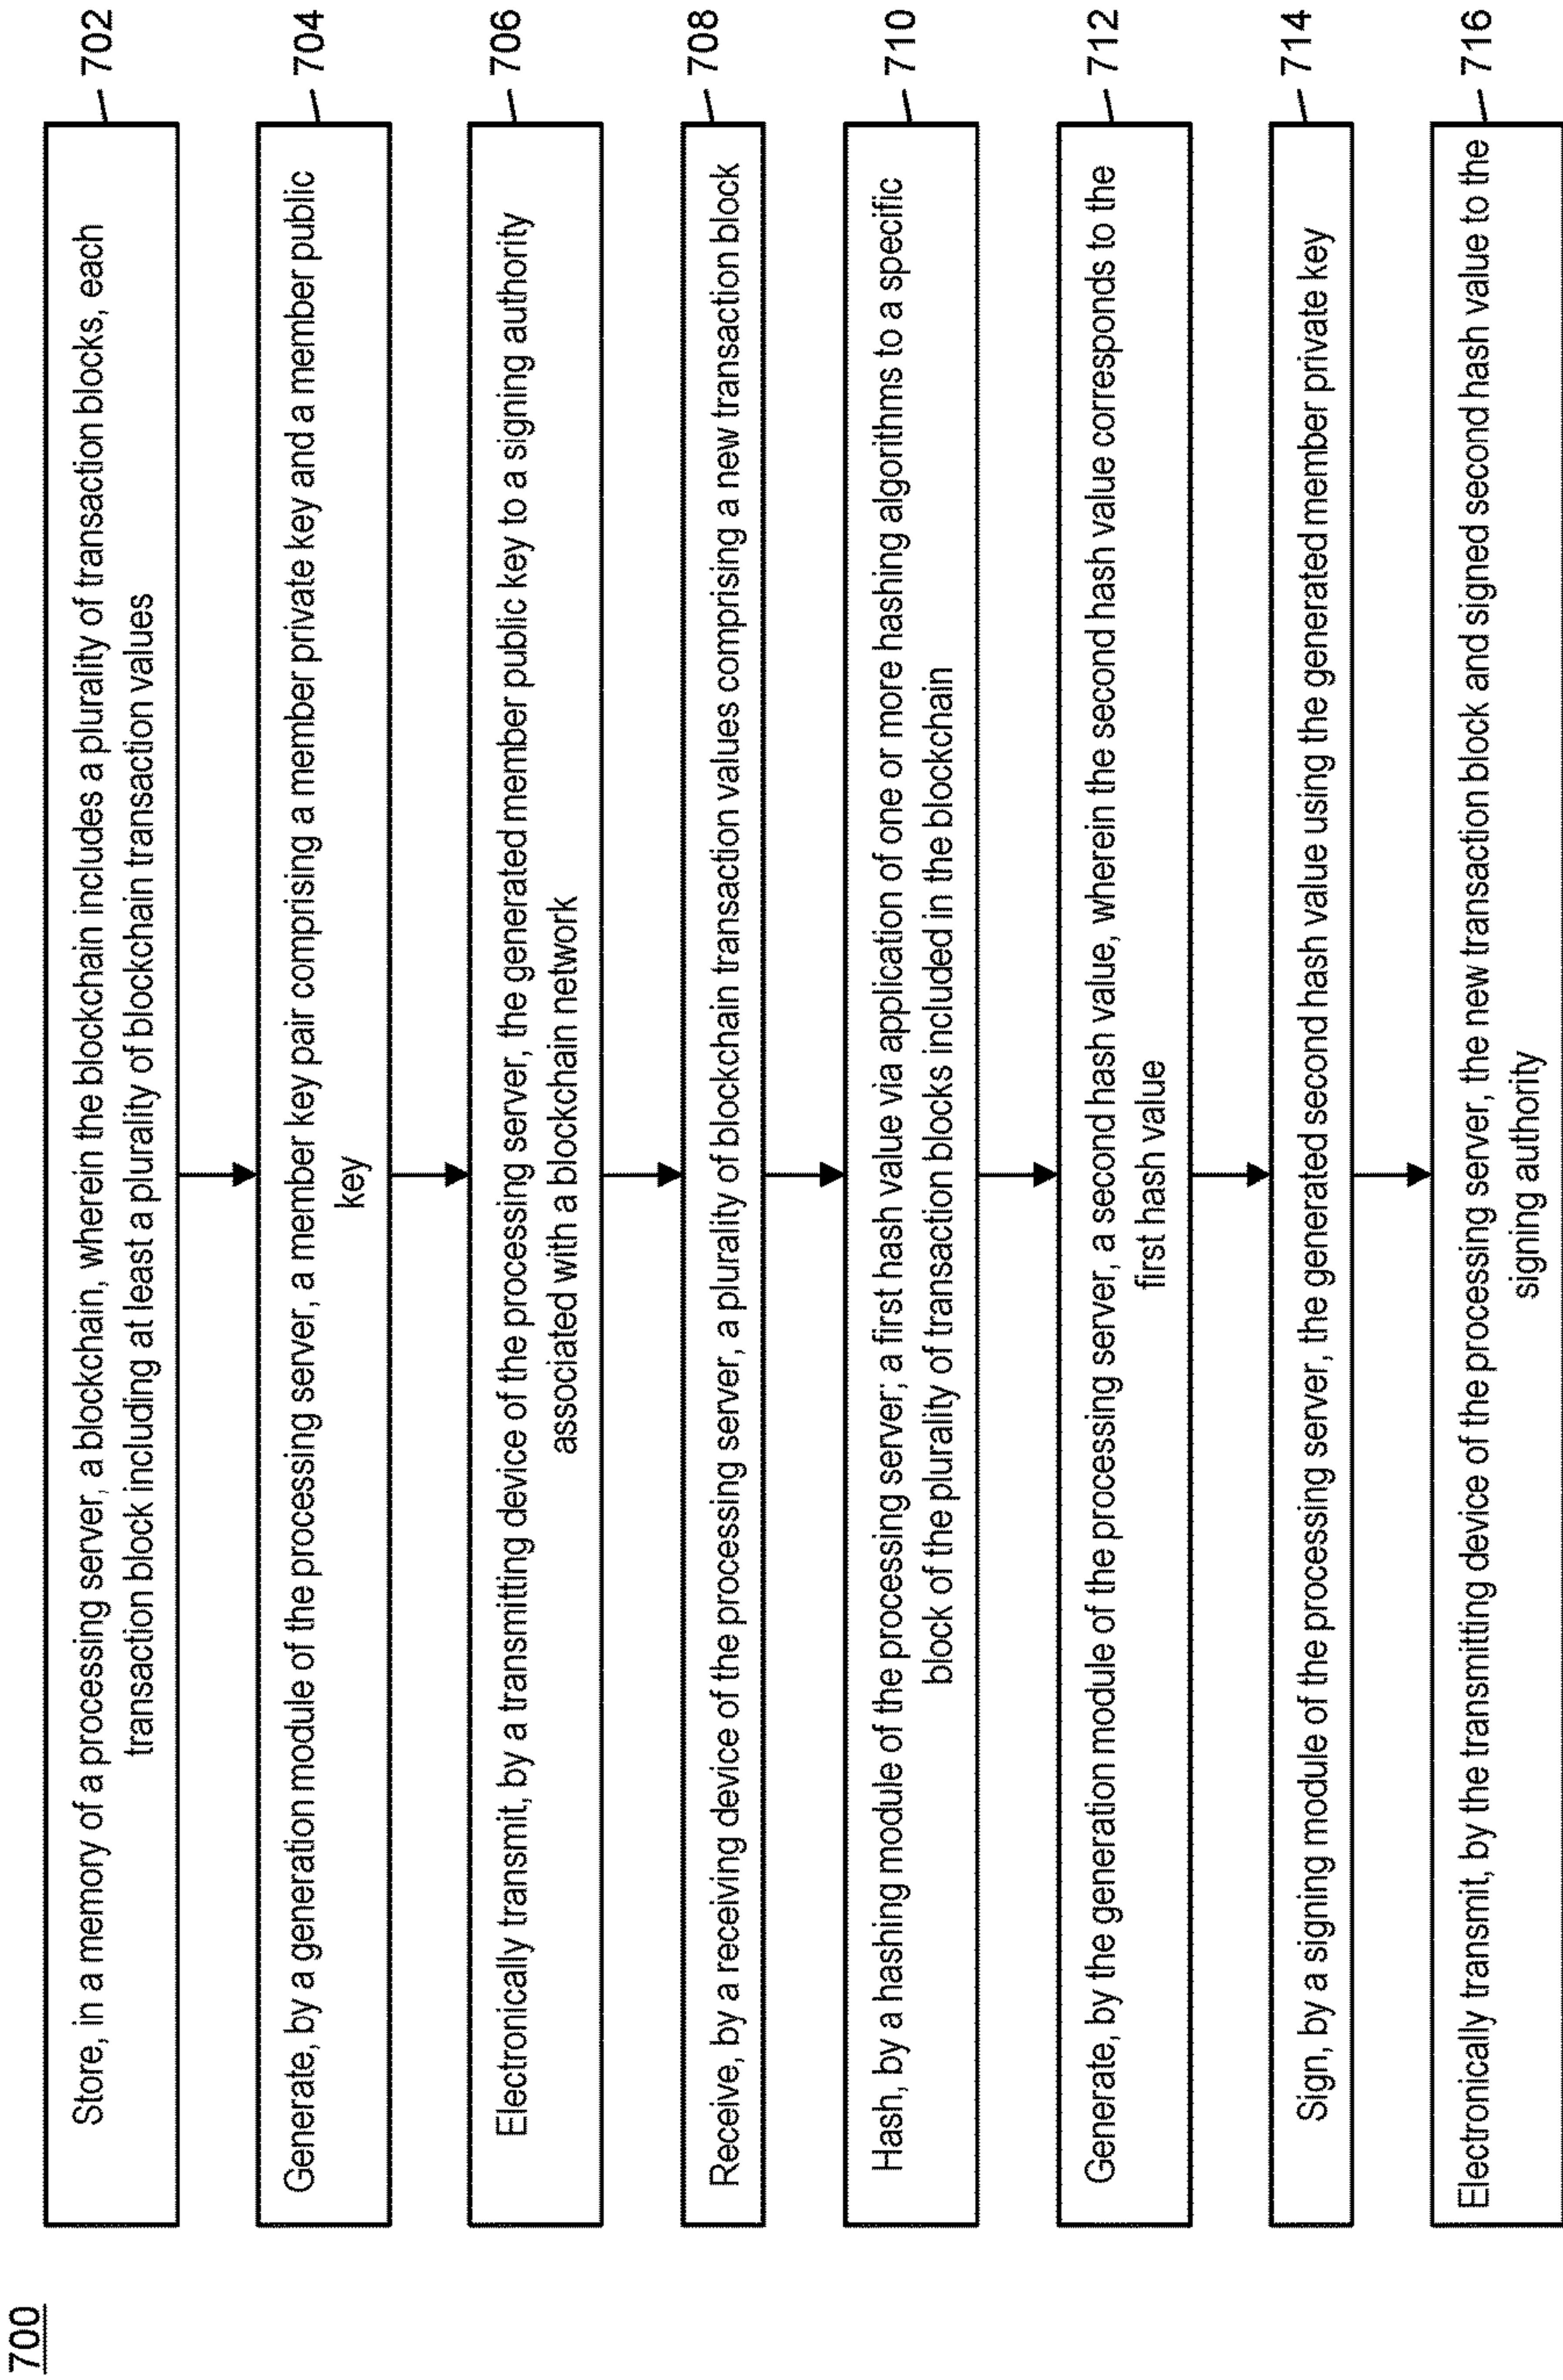 700
Store, in a memory of a processing server, a blockchain, wherein the blockchain includes a plurality of transaction blocks, each
transaction block including at least a plurality of blockchain transaction values
702
Generate, by a generation module of the processing server, a member key pair comprising a member private key and a member public
key
704
Electronically transmit, by a transmitting device of the processing server, the generated member public key to a signing authority
associated with a blockchain network
706
Receive, by a receiving device of the processing server, a plurality of blockchain transaction values comprising a new transaction block
708
Hash, by a hashing module of the processing server; a first hash value via application of one or more hashing algorithms to a specific
block of the plurality of transaction blocks included in the blockchain
710
Generate, by the generation module of the processing server, a second hash value, wherein the second hash value corresponds to the
first hash value
712
Sign, by a signing module of the processing server, the generated second hash value using the generated member private key
714
Electronically transmit, by the transmitting device of the processing server, the new transaction block and signed second hash value to the
signing authority
716